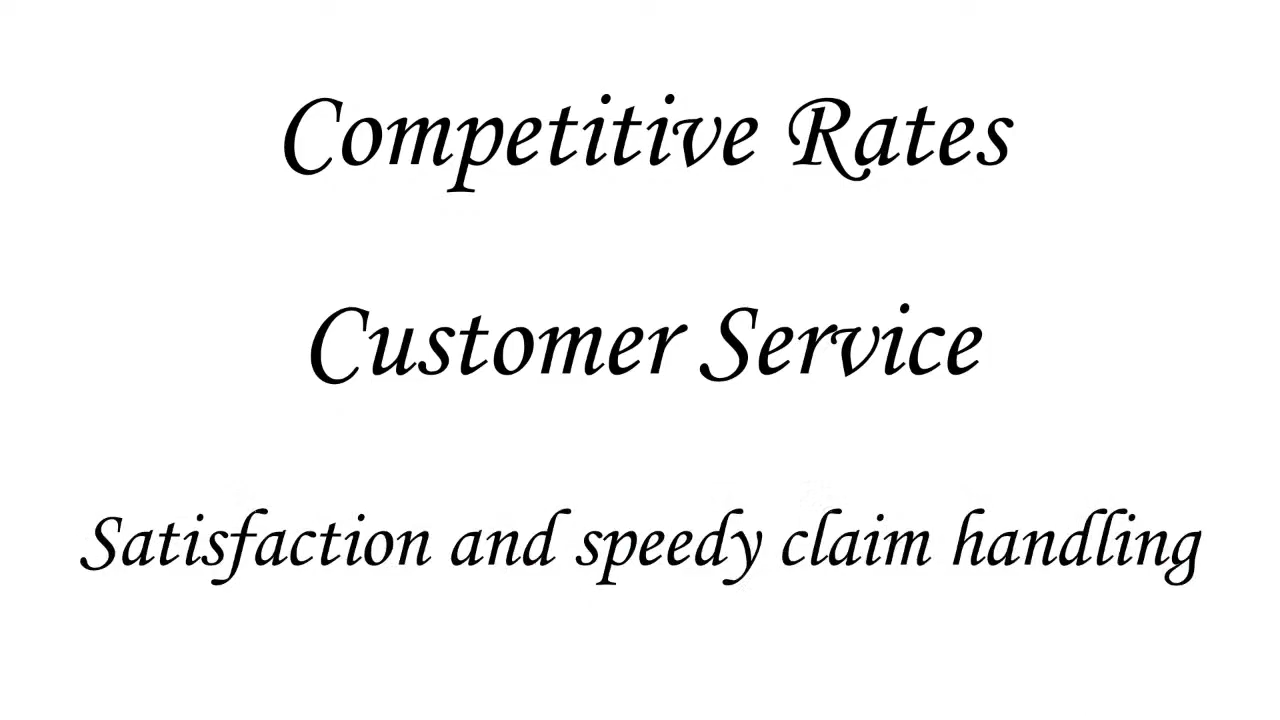 Competitive Rates
Customer Service
Satisfaction and speedy claim handling